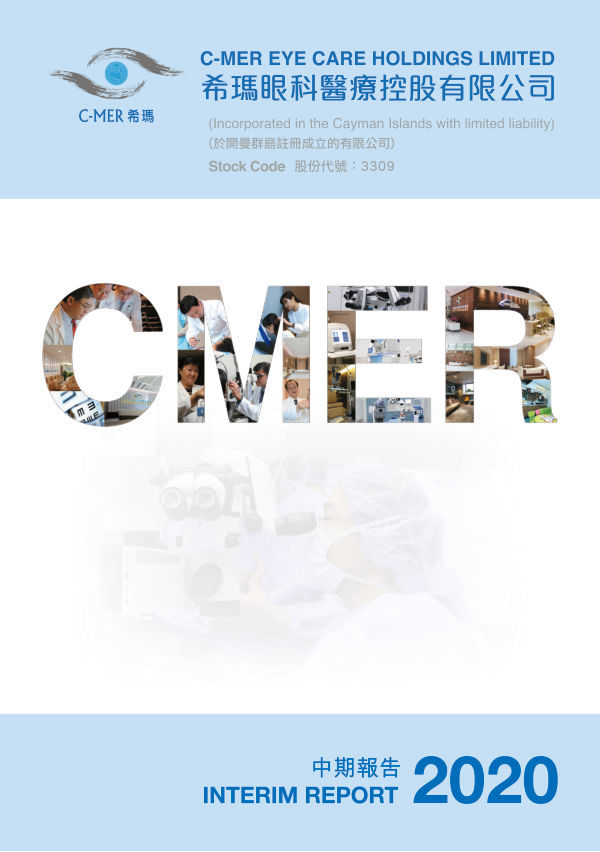 C-MER 希瑪
C-MER EYE CARE HOLDINGS LIMITED
希瑪眼科醫療控股有限公司
(Incorporated in the Cayman Islands with limited liability)
(於開曼群島註冊成立的有限公司)
Stock Code 股份代號：3309
CMER
中期報告
INTERIM REPORT 2020